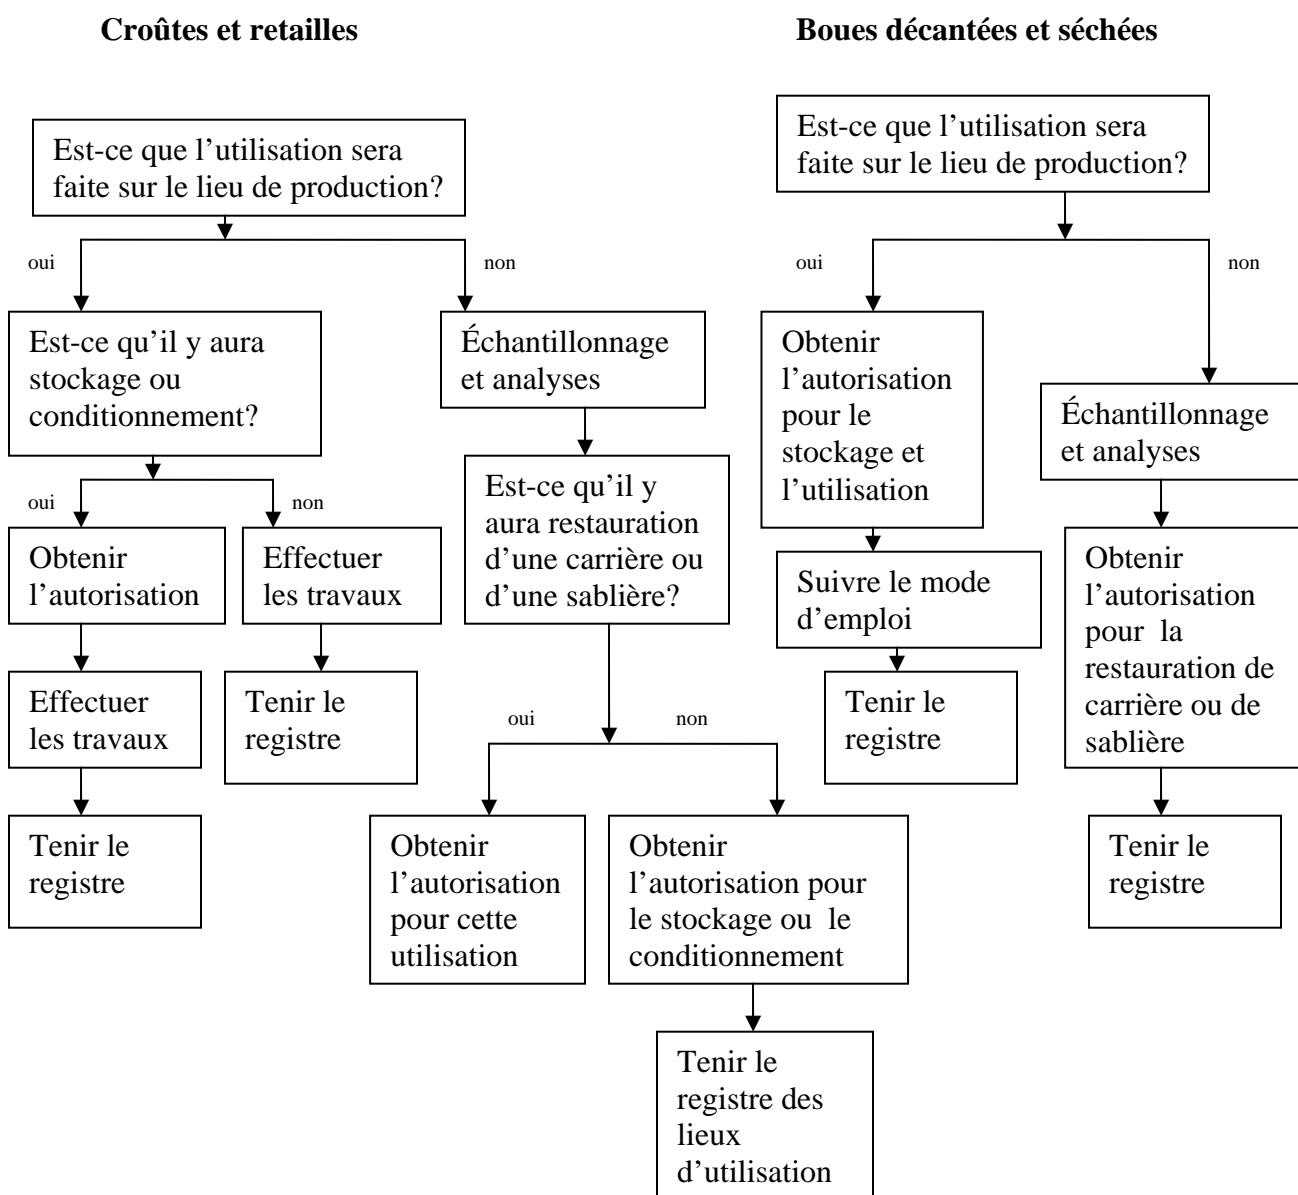 Croûtes et retailles
Est-ce que l’utilisation sera
faite sur le lieu de production?
oui
non
Est-ce qu’il y aura
stockage ou
conditionnement?
oui
non
Obtenir
l’autorisation
Effectuer
les travaux
Tenir le
registre
Effectuer
les travaux
Tenir le
registre
Échantillonnage
et analyses
Est-ce qu’il y
aura restauration
d’une carrière ou
d’une sablière?
oui
non
Obtenir
l’autorisation
pour cette
utilisation
Obtenir
l’autorisation pour
le stockage ou  le
conditionnement
Tenir le
registre des
lieux
d’utilisation
Boues décantées et séchées
Est-ce que l’utilisation sera
faite sur le lieu de production?
oui
non
Obtenir
l’autorisation
pour le
stockage et
l’utilisation
Suivre le mode
d’emploi
Tenir le
registre
Échantillonnage
et analyses
Obtenir
l’autorisation
pour  la
restauration de
carrière ou de
sablière
Tenir le
registre